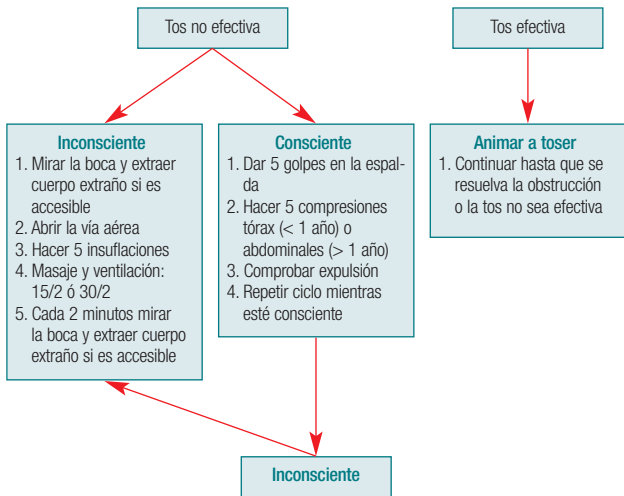 Tos no efectiva
Tos efectiva
Inconsciente
1. Mirar la boca y extraer
cuerpo extraño si es
accesible
2. Abrir la vía aérea
3. Hacer 5 insuflaciones
4. Masaje y ventilación:
15/2 ó 30/2
5. Cada 2 minutos mirar
la boca y extraer cuerpo
extraño si es accesible
Consciente
1. Dar 5 golpes en la espal-
da
2. Hacer 5 compresiones
tórax (< 1 año) o
abdominales (> 1 año)
3. Comprobar expulsión
4. Repetir ciclo mientras
esté consciente
Animar a toser
1. Continuar hasta que se
resuelva la obstrucción
o la tos no sea efectiva
Inconsciente